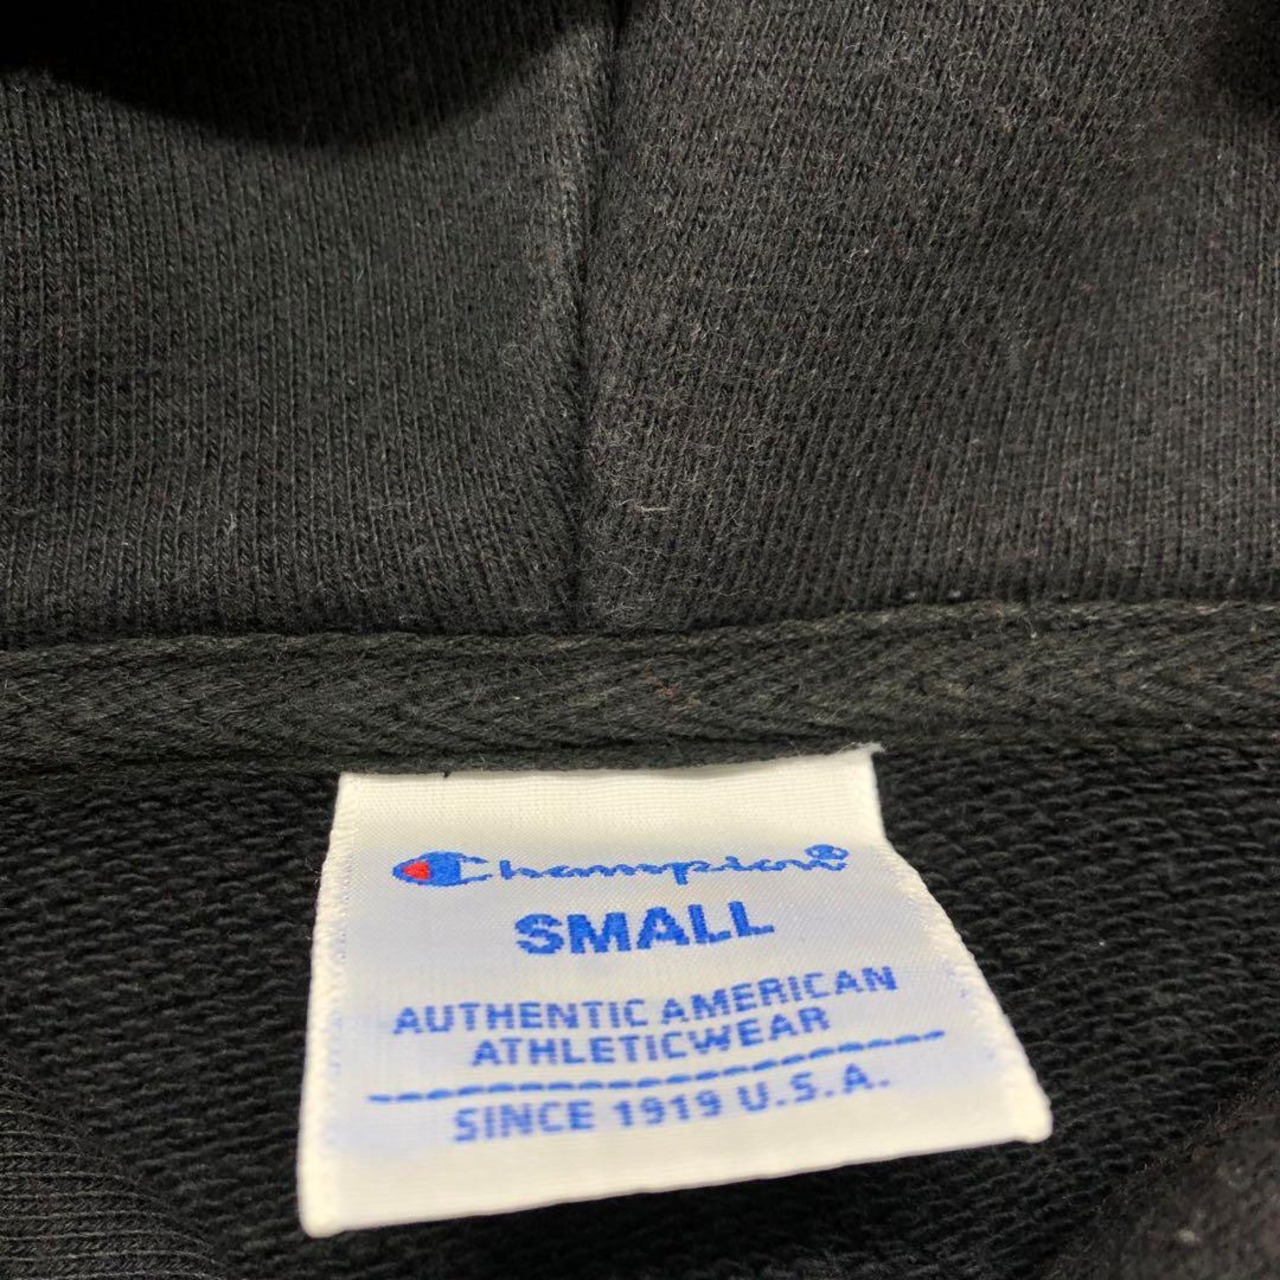 Champion®
SMALL
AUTHENTIC AMERICAN
ATHLETICWEAR
SINCE 1919 U.S.A.